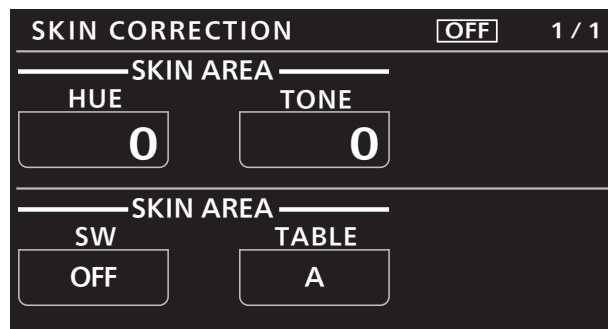 SKIN CORRECTION OFF 1 / 1
SKIN AREA
HUE TONE
0 0
SKIN AREA
SW TABLE
OFF A